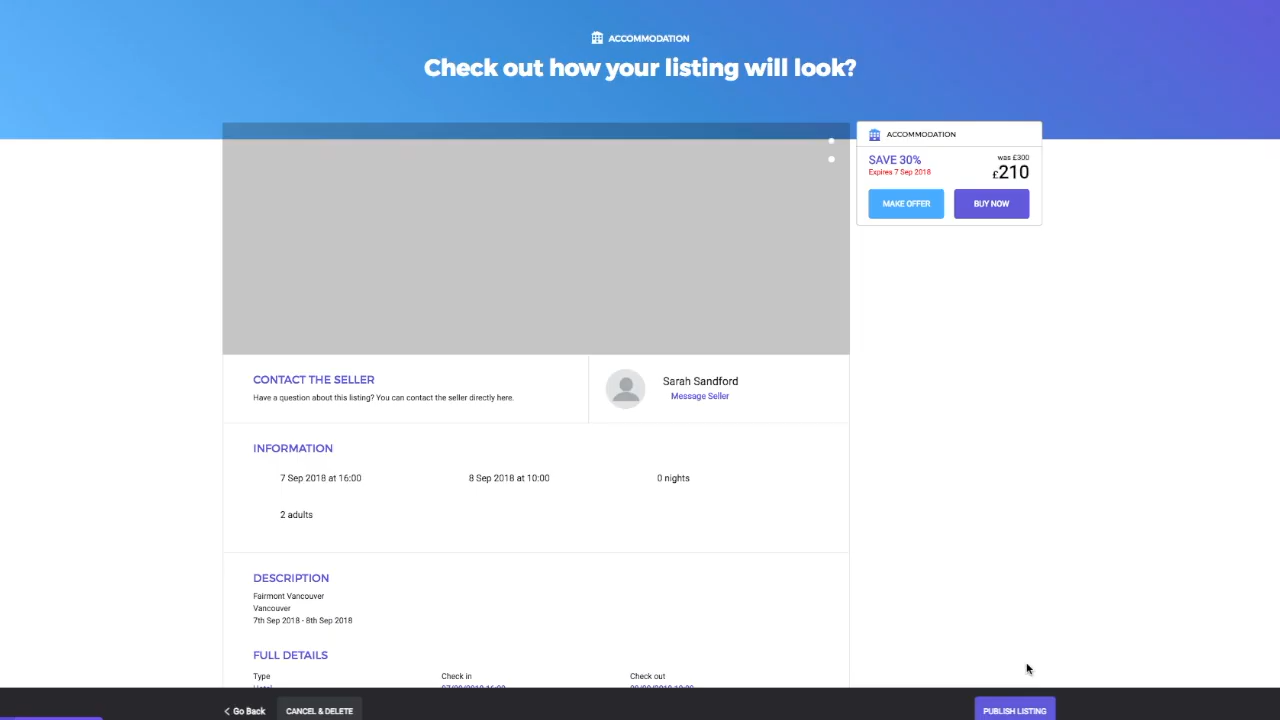 ACCOMMODATION
Check out how your listing will look?
ACCOMMODATION
SAVE 30%
was £300
Expires 7 Sep 2018
£210
MAKE OFFER
BUY NOW
CONTACT THE SELLER
Have a question about this listing? You can contact the seller directly here.
Sarah Sandford
Message Seller
INFORMATION
7 Sep 2018 at 16:00
8 Sep 2018 at 10:00
0 nights
2 adults
DESCRIPTION
Fairmont Vancouver
Vancouver
7th Sep 2018 - 8th Sep 2018
FULL DETAILS
Type
Check in
Check out
Go Back
CANCEL & DELETE
PUBLISH LISTING